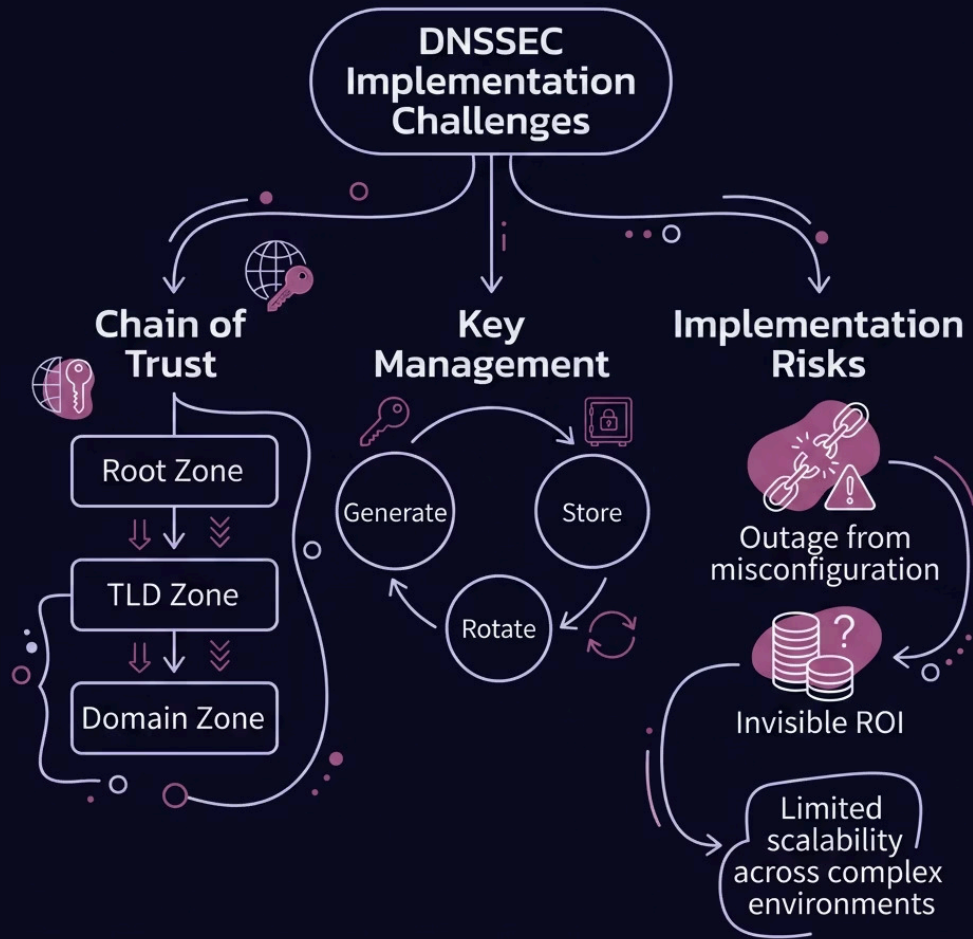 DNSSEC
Implementation
Challenges
Chain of
Trust
Root Zone
TLD Zone
Domain Zone
Key
Management
Generate
Store
Rotate
Implementation
Risks
Outage from
misconfiguration
Invisible ROI
Limited
scalability
across complex
environments